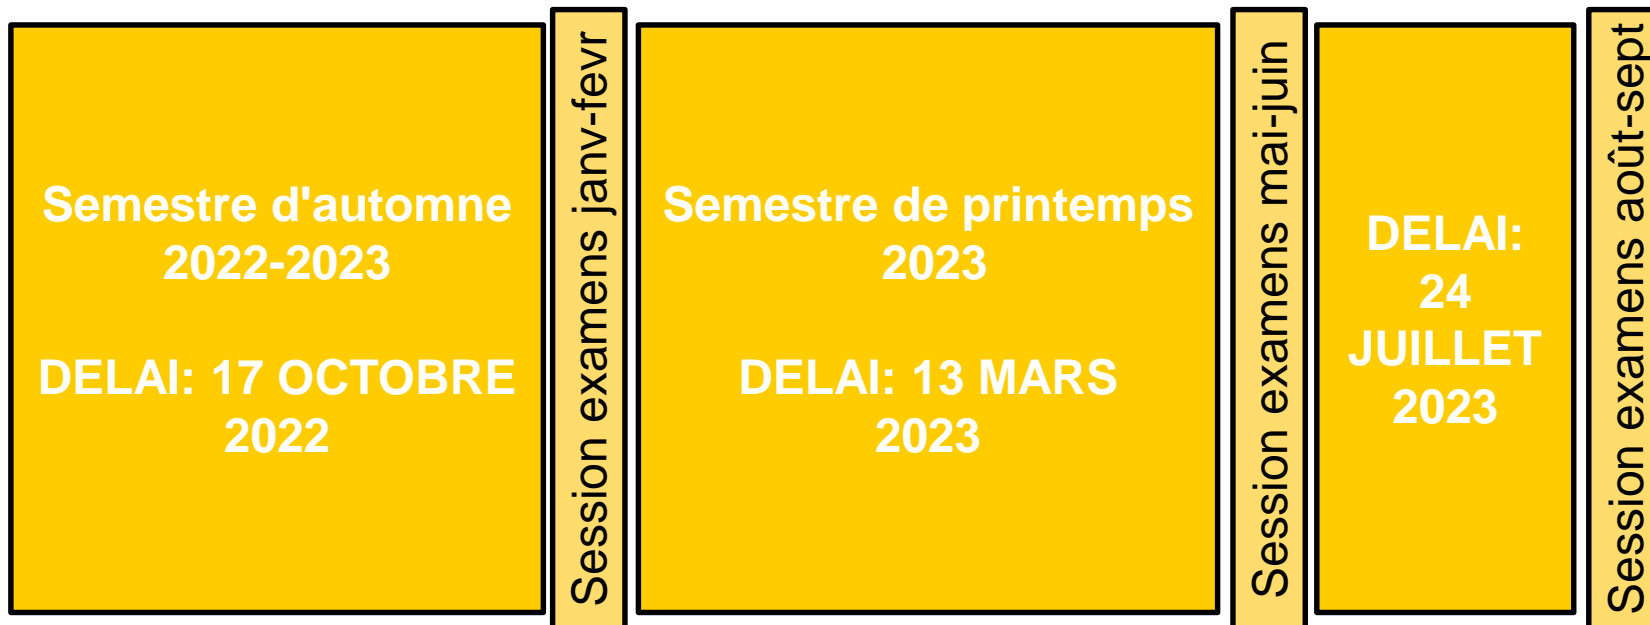 Semestre d'automne
2022-2023
DELAI: 17 OCTOBRE
2022
Session examens janv-fevr
Semestre de printemps
2023
DELAI: 13 MARS
2023
Session examens mai-juin
DELAI:
24
JUILLET
2023
Session examens août-sept